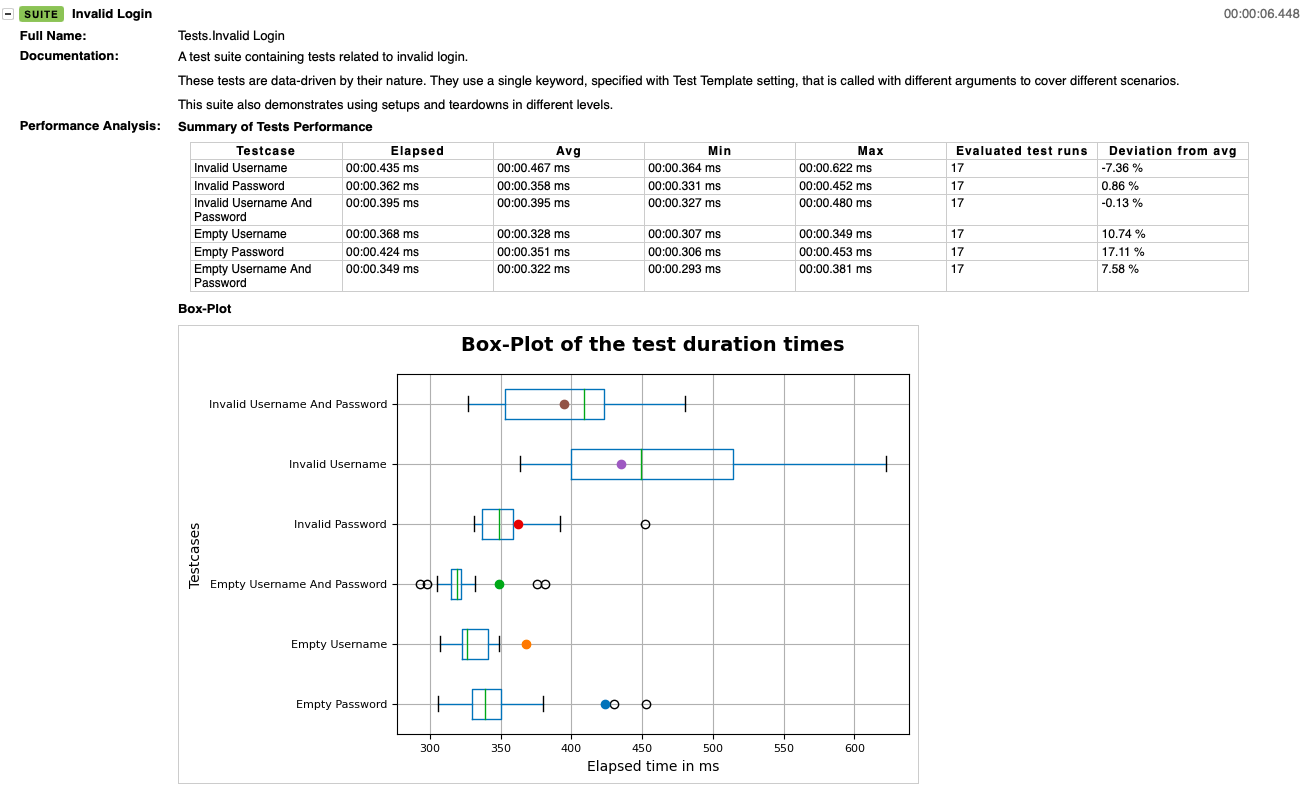 SUITE Invalid Login 00:00:06.448
Full Name: Tests.Invalid Login
Documentation: A test suite containing tests related to invalid login.
These tests are data-driven by their nature. They use a single keyword, specified with Test Template setting, that is called with different arguments to cover different scenarios.
This suite also demonstrates using setups and teardowns in different levels.
Performance Analysis: Summary of Tests Performance
Testcase Elapsed Avg Min Max Evaluated test runs Deviation from avg
Invalid Username 00:00.435 ms 00:00.467 ms 00:00.364 ms 00:00.622 ms 17 -7.36 %
Invalid Password 00:00.362 ms 00:00.358 ms 00:00.331 ms 00:00.452 ms 17 0.86 %
Invalid Username And 00:00.395 ms 00:00.395 ms 00:00.327 ms 00:00.480 ms 17 -0.13 %
Password
Empty Username 00:00.368 ms 00:00.328 ms 00:00.307 ms 00:00.349 ms 17 10.74 %
Empty Password 00:00.424 ms 00:00.351 ms 00:00.306 ms 00:00.453 ms 17 17.11 %
Empty Username And 00:00.349 ms 00:00.322 ms 00:00.293 ms 00:00.381 ms 17 7.58 %
Password
Box-Plot
Box-Plot of the test duration times
Testcases
Invalid Username And Password
Invalid Username
Invalid Password
Empty Username And Password
Empty Username
Empty Password
300 350 400 450 500 550 600
Elapsed time in ms